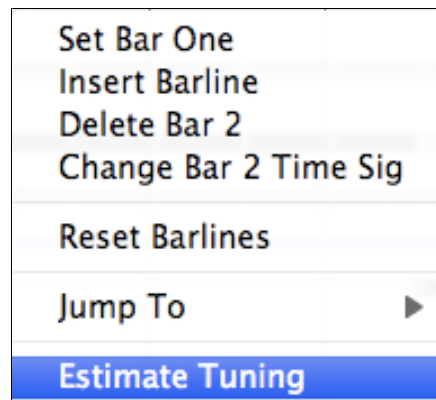 Set Bar One
Insert Barline
Delete Bar 2
Change Bar 2 Time Sig
Reset Barlines
Jump To
Estimate Tuning